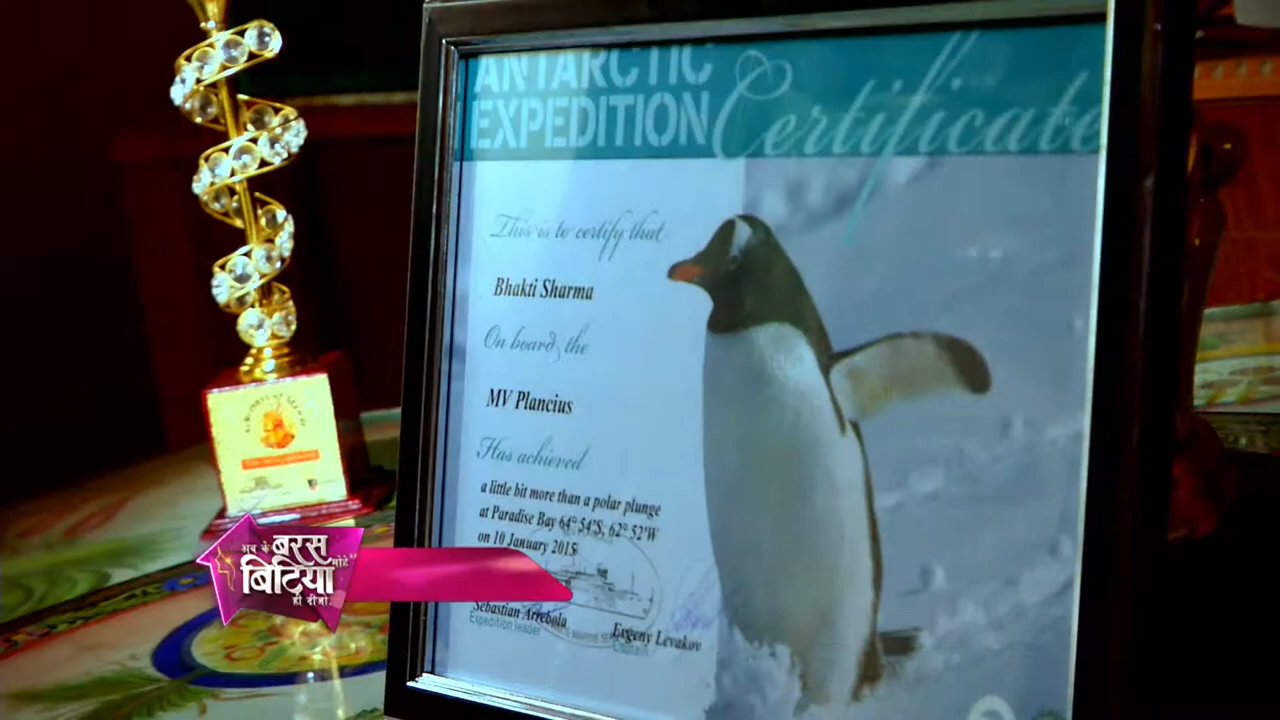 ANTARCTIC
EXPEDITION
Certificate
This is to certify that
Bhakti Sharma
On board, the
MV Plancius
Has achieved
a little bit more than a polar plunge
at Paradise Bay 64° 54'S, 62° 52'W
on 10 January 2015
Sebastian Arrebola
Expedition leader
Evgeny Levakov
Captain
अब के बरस
मोहे
बिटिया
ही दीजो